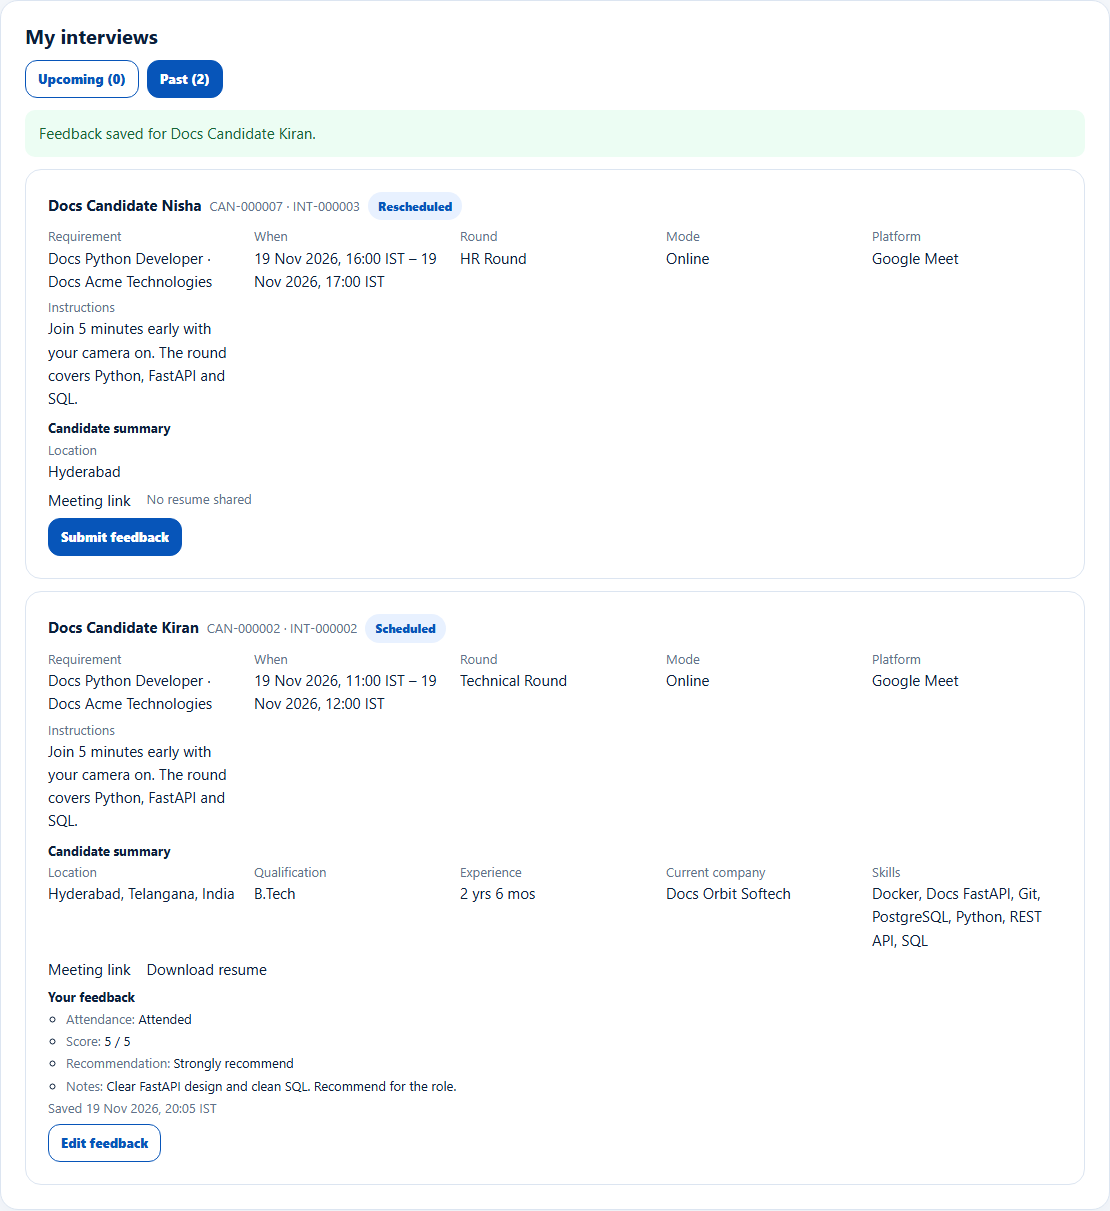 My interviews
Upcoming (0)
Past (2)
Feedback saved for Docs Candidate Kiran.
Docs Candidate Nisha CAN-000007 · INT-000003 Rescheduled
Requirement
Docs Python Developer ·
Docs Acme Technologies
When
19 Nov 2026, 16:00 IST – 19
Nov 2026, 17:00 IST
Round
HR Round
Mode
Online
Platform
Google Meet
Instructions
Join 5 minutes early with
your camera on. The round
covers Python, FastAPI and
SQL.
Candidate summary
Location
Hyderabad
Meeting link No resume shared
Submit feedback
Docs Candidate Kiran CAN-000002 · INT-000002 Scheduled
Requirement
Docs Python Developer ·
Docs Acme Technologies
When
19 Nov 2026, 11:00 IST – 19
Nov 2026, 12:00 IST
Round
Technical Round
Mode
Online
Platform
Google Meet
Instructions
Join 5 minutes early with
your camera on. The round
covers Python, FastAPI and
SQL.
Candidate summary
Location
Hyderabad, Telangana, India
Qualification
B.Tech
Experience
2 yrs 6 mos
Current company
Docs Orbit Softech
Skills
Docker, Docs FastAPI, Git,
PostgreSQL, Python, REST
API, SQL
Meeting link Download resume
Your feedback
Attendance: Attended
Score: 5 / 5
Recommendation: Strongly recommend
Notes: Clear FastAPI design and clean SQL. Recommend for the role.
Saved 19 Nov 2026, 20:05 IST
Edit feedback